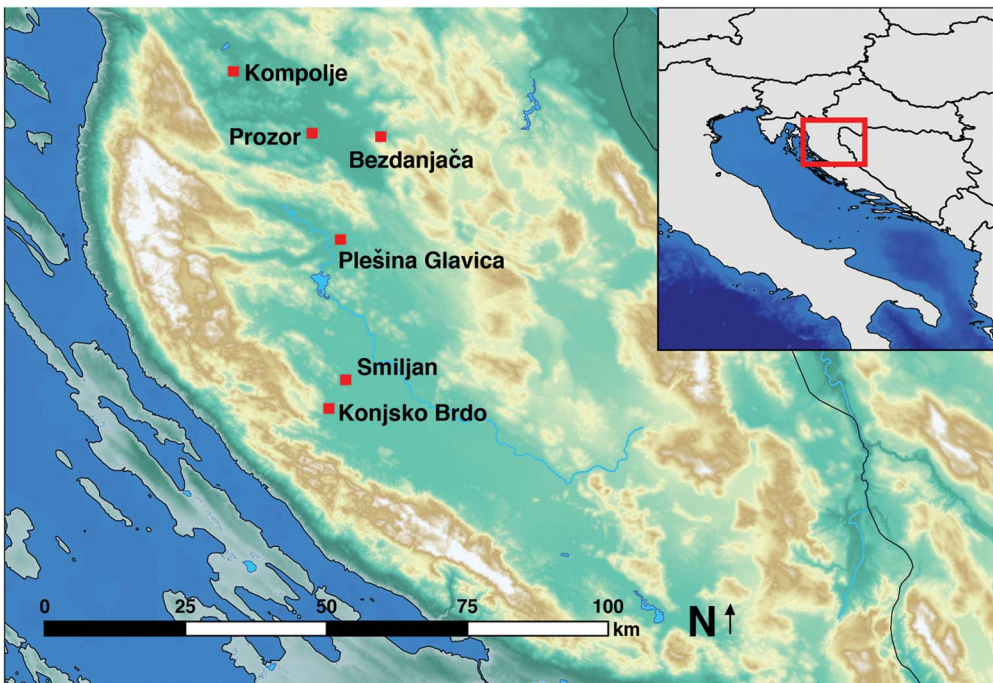 Kompolje
Prozor
Bezdanjača
Plešina Glavica
Smiljan
Konjsko Brdo
0 25 50 75 100
km
N